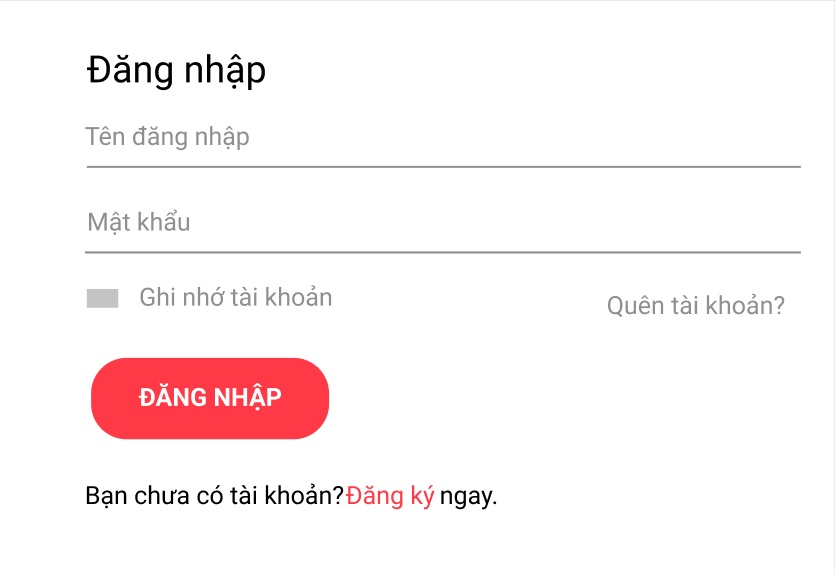 Đăng nhập
Tên đăng nhập
Mật khẩu
Ghi nhớ tài khoản
Quên tài khoản?
ĐĂNG NHẬP
Bạn chưa có tài khoản?Đăng ký ngay.